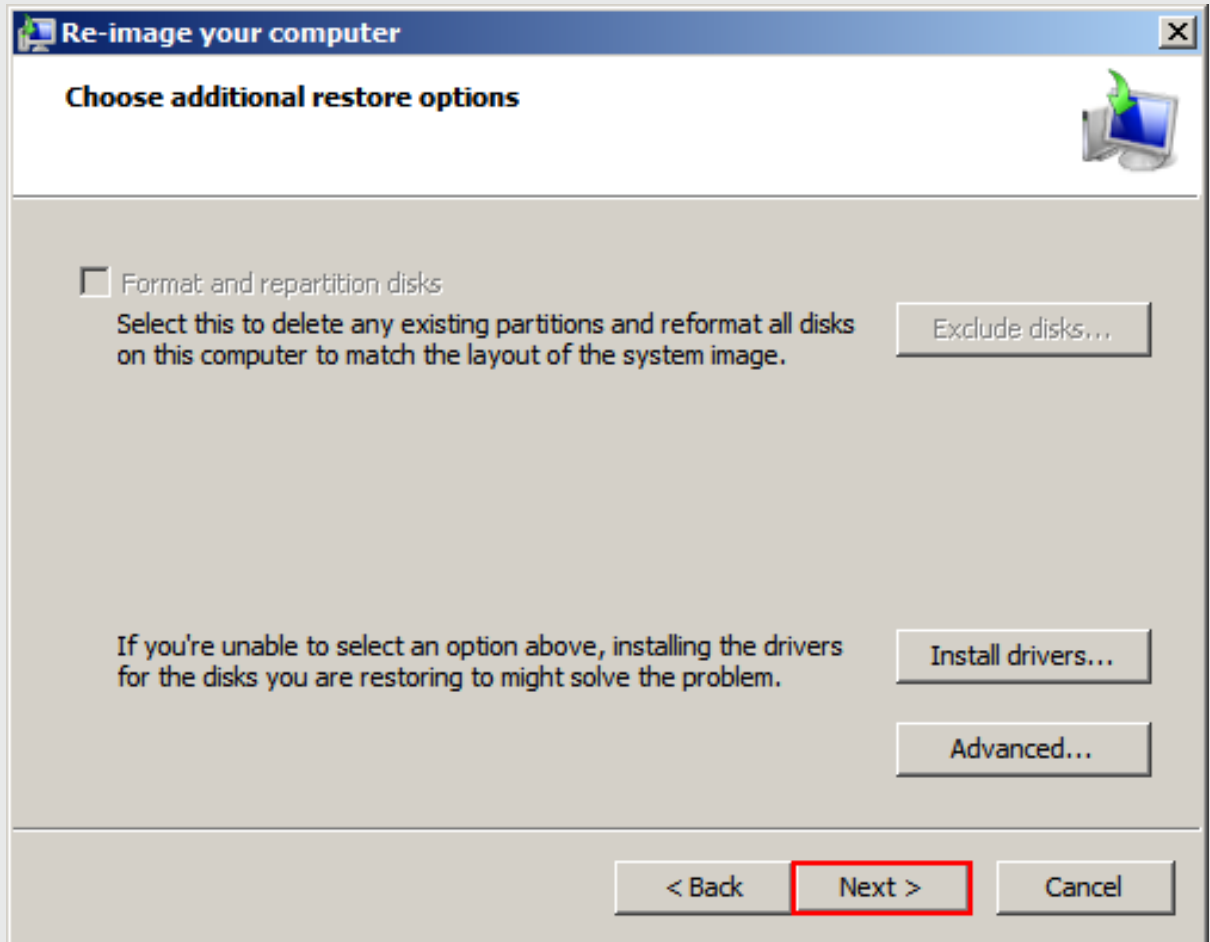 Re-image your computer
Choose additional restore options
Format and repartition disks
Select this to delete any existing partitions and reformat all disks
on this computer to match the layout of the system image.
Exclude disks...
If you're unable to select an option above, installing the drivers
for the disks you are restoring to might solve the problem.
Install drivers...
Advanced...
< Back
Next >
Cancel